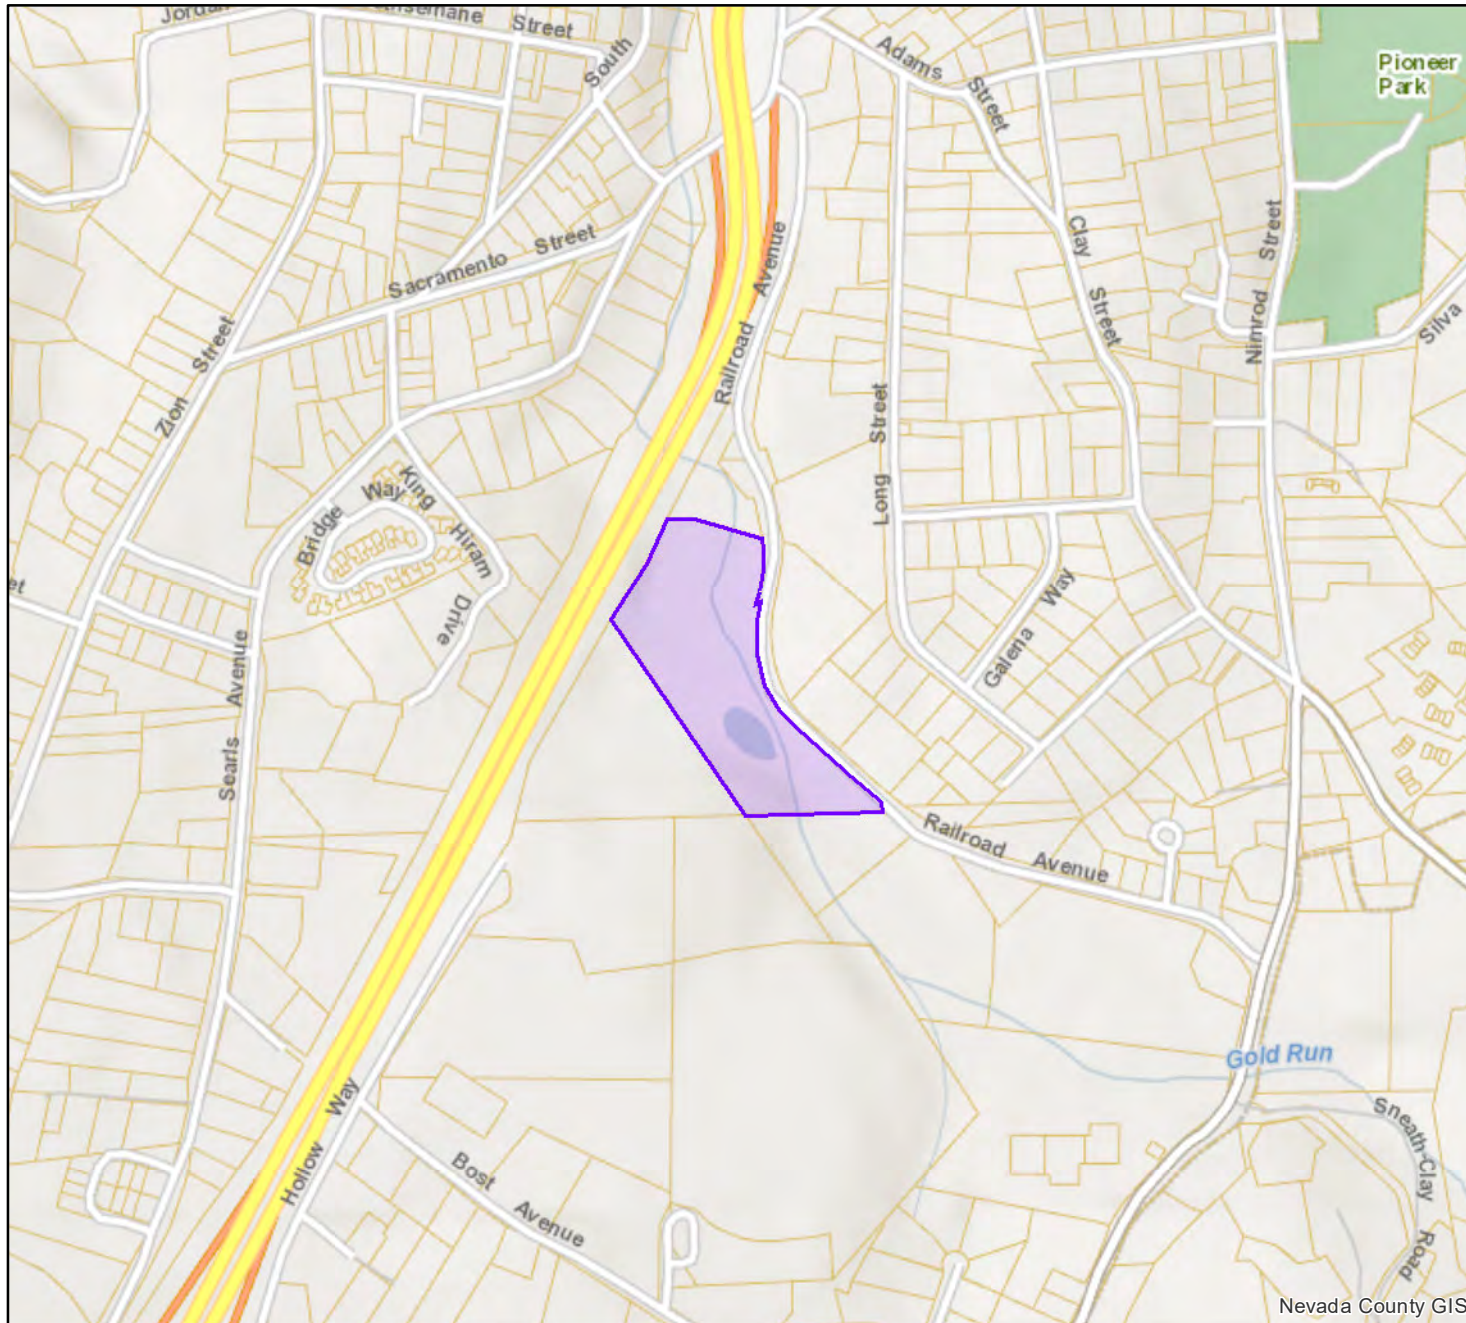 Street
South
Adams
Street
Pioneer
Park
Sacramento Street
Zion Street
Railroad Avenue
Clay
Street
Nimrod Street
Silva
Long Street
King
Hiram
Drive
Bridge
Way
Galena Way
Searls Avenue
Railroad Avenue
Gold Run
Sneath-Clay
Road
Hollow Way
Bost Avenue
Nevada County GIS